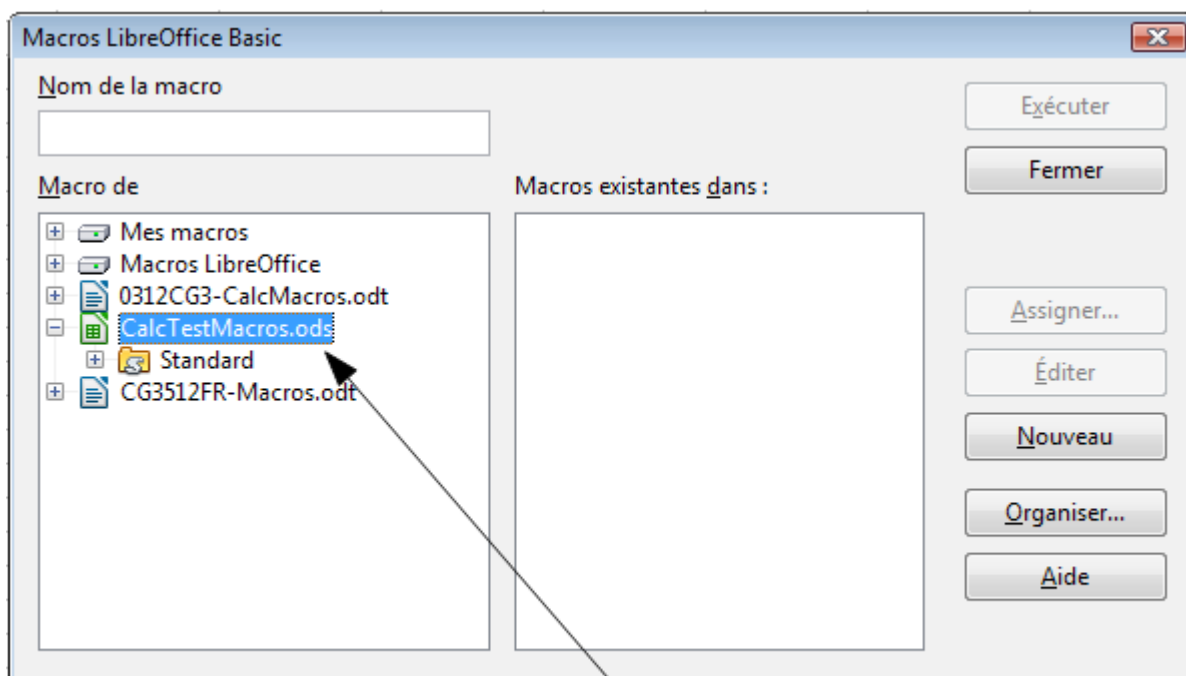 Macros LibreOffice Basic
Nom de la macro
Exécuter
Fermer
Macro de
Macros existantes dans :
Mes macros
Macros LibreOffice
0312CG3-CalcMacros.odt
CalcTestMacros.ods
Standard
CG3512FR-Macros.odt
Assigner...
Éditer
Nouveau
Organiser...
Aide